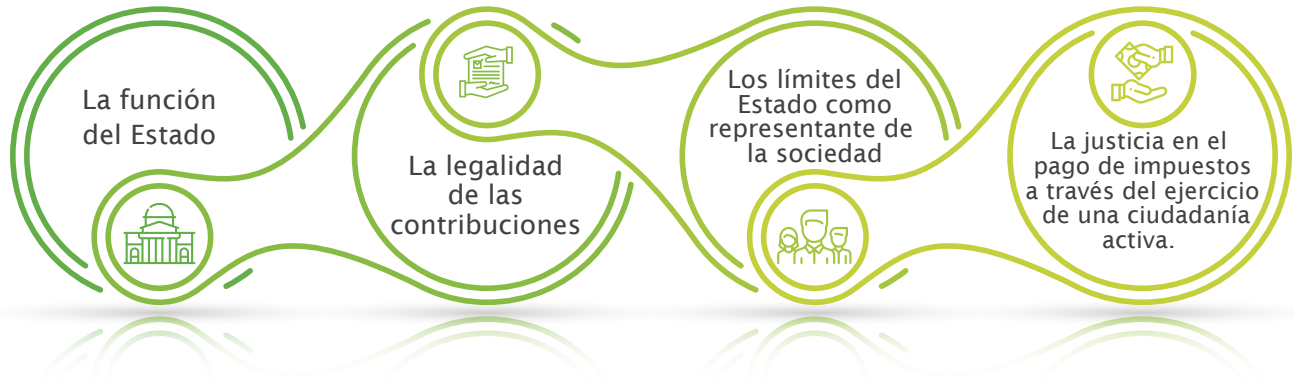 La función
del Estado
La legalidad
de las
contribuciones
Los límites del
Estado como
representante de
la sociedad
La justicia en el
pago de impuestos
a través del ejercicio
de una ciudadanía
activa.